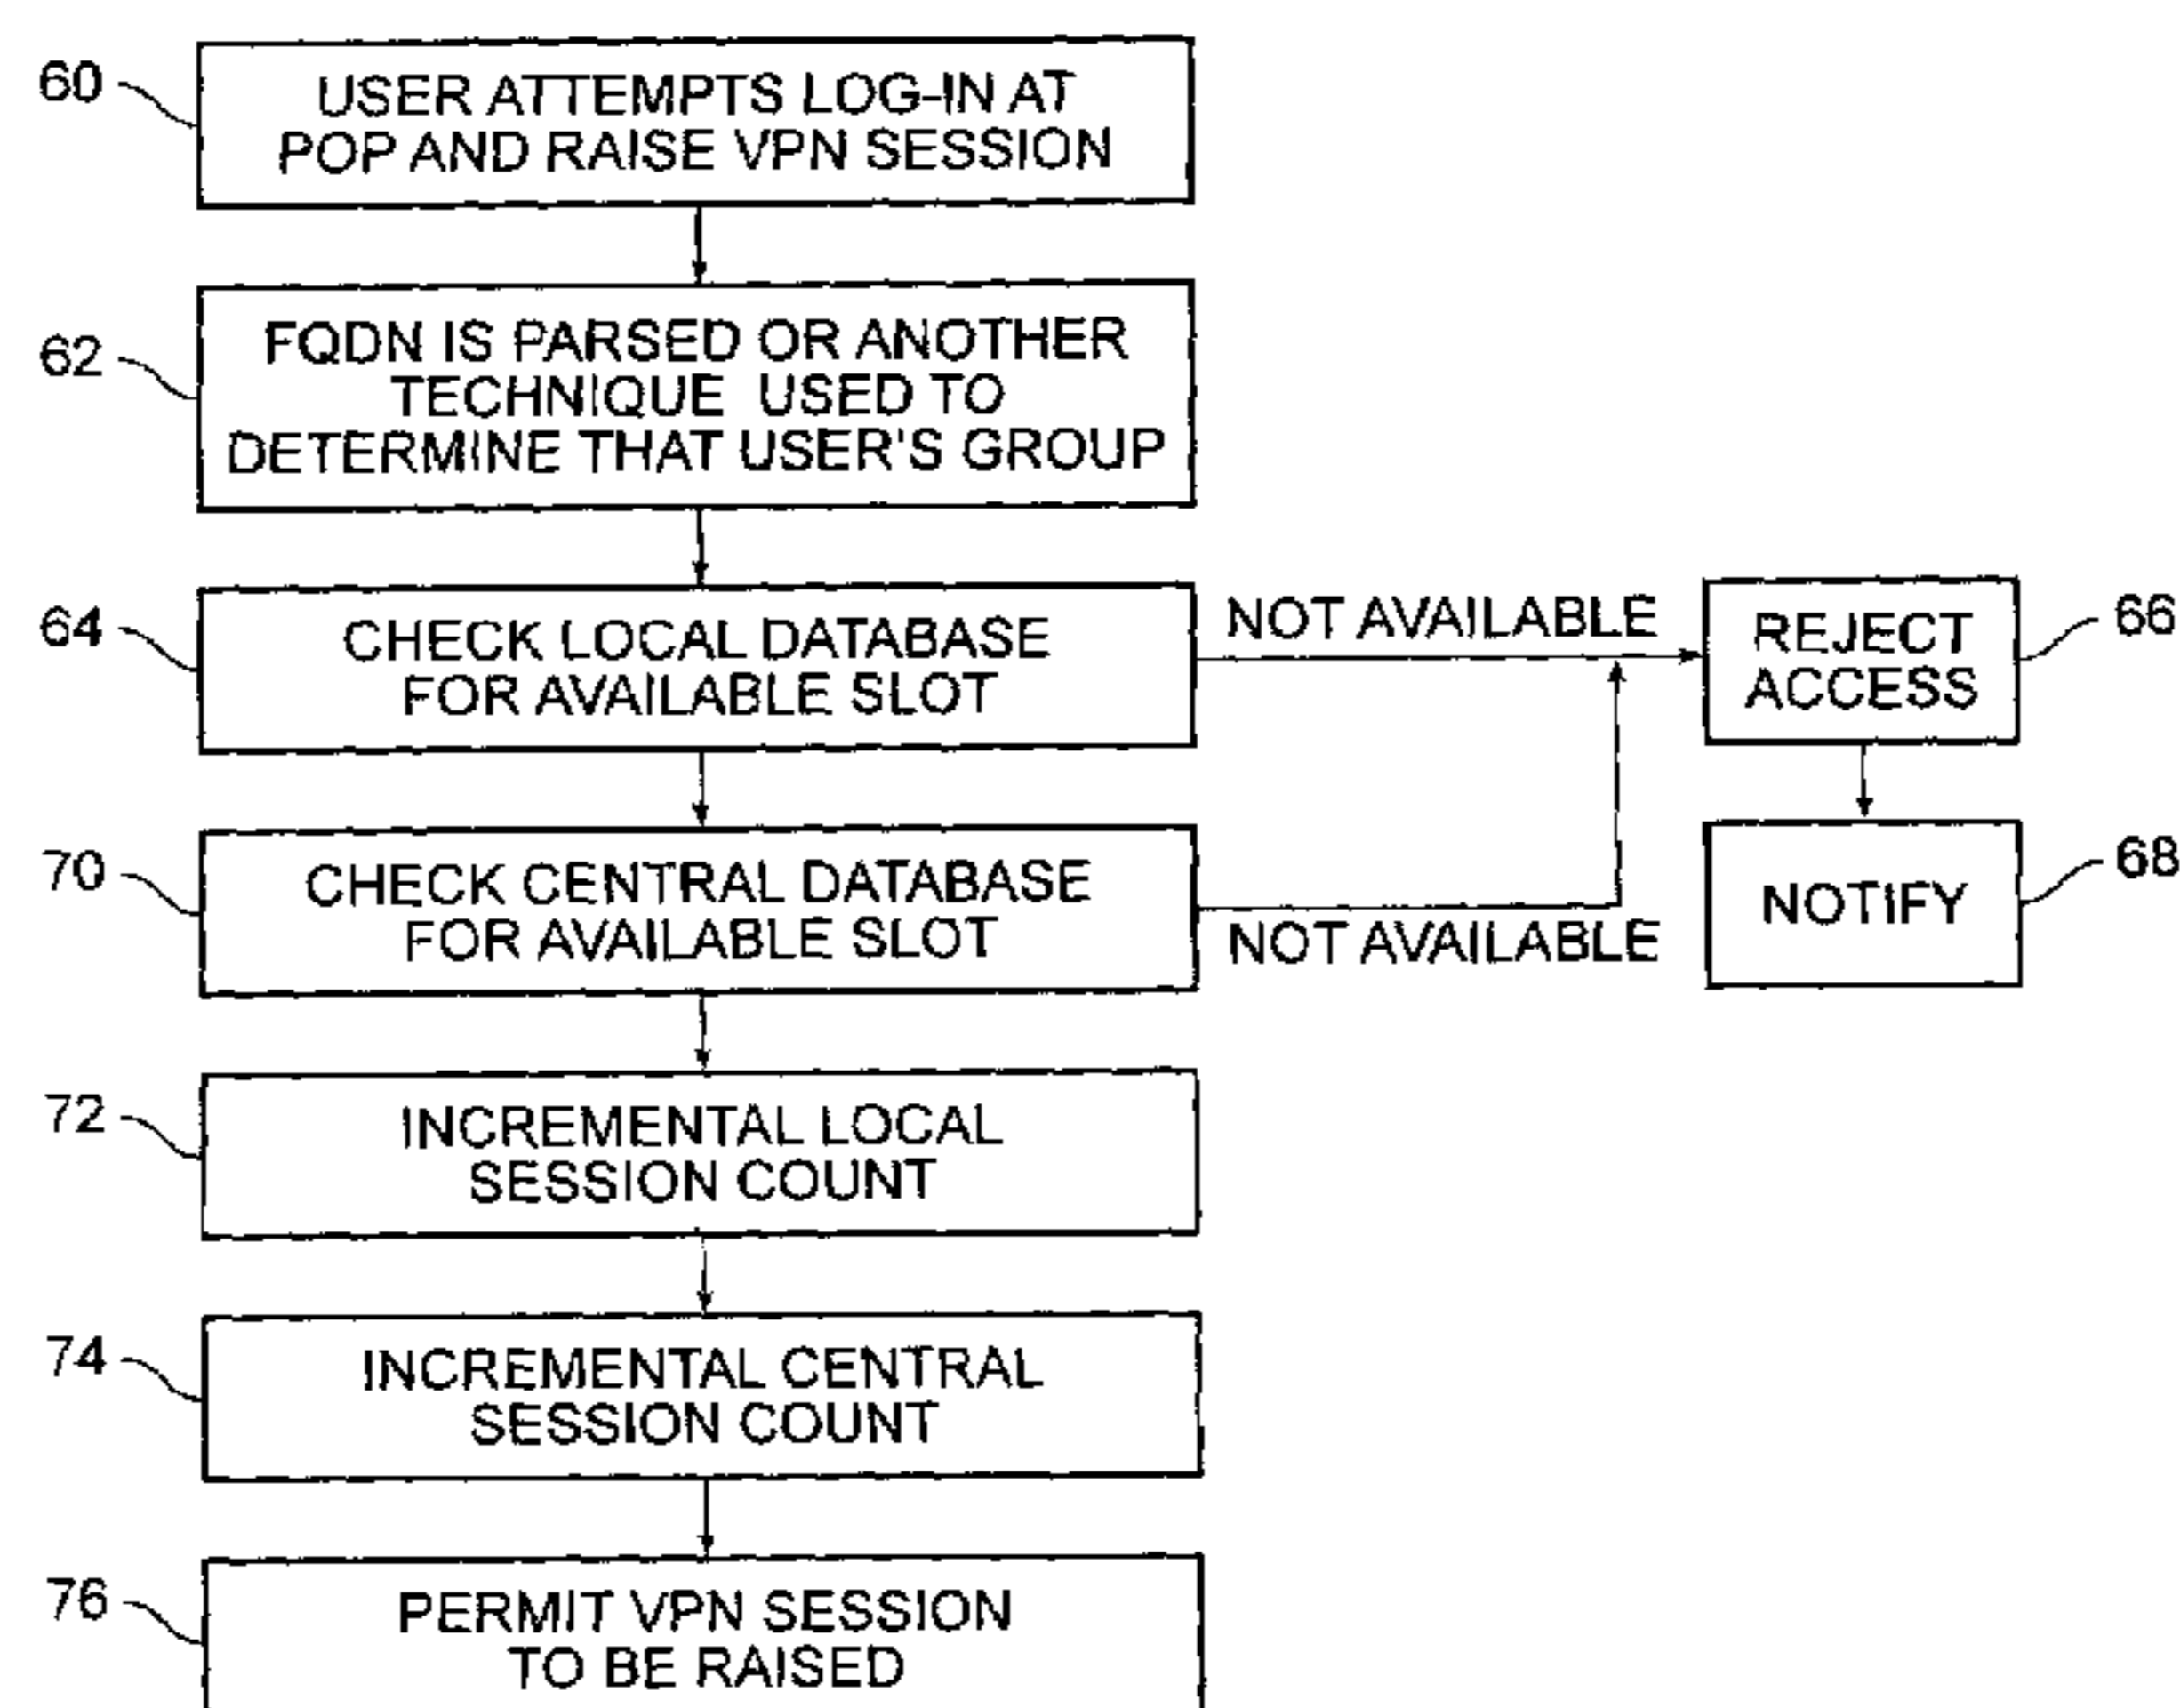 60
USER ATTEMPTS LOG-IN AT
POP AND RAISE VPN SESSION
62
FQDN IS PARSED OR ANOTHER
TECHNIQUE USED TO
DETERMINE THAT USER'S GROUP
64
CHECK LOCAL DATABASE
FOR AVAILABLE SLOT
NOT AVAILABLE
REJECT
ACCESS
66
70
CHECK CENTRAL DATABASE
FOR AVAILABLE SLOT
NOT AVAILABLE
NOTIFY
68
72
INCREMENTAL LOCAL
SESSION COUNT
74
INCREMENTAL CENTRAL
SESSION COUNT
76
PERMIT VPN SESSION
TO BE RAISED